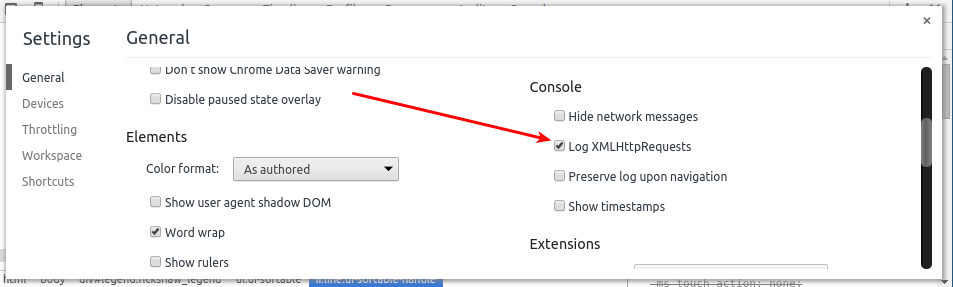 Settings
General
Devices
Throttling
Workspace
Shortcuts
General
Don't show Chrome Data Saver warning
Disable paused state overlay
Elements
Color format: As authored
Show user agent shadow DOM
Word wrap
Show rulers
Console
Hide network messages
Log XMLHttpRequests
Preserve log upon navigation
Show timestamps
Extensions
html body div#legend.rickshaw_legend ul.ui-sortable li.line.ui-sortable-handle
-ms-touch-action: none;